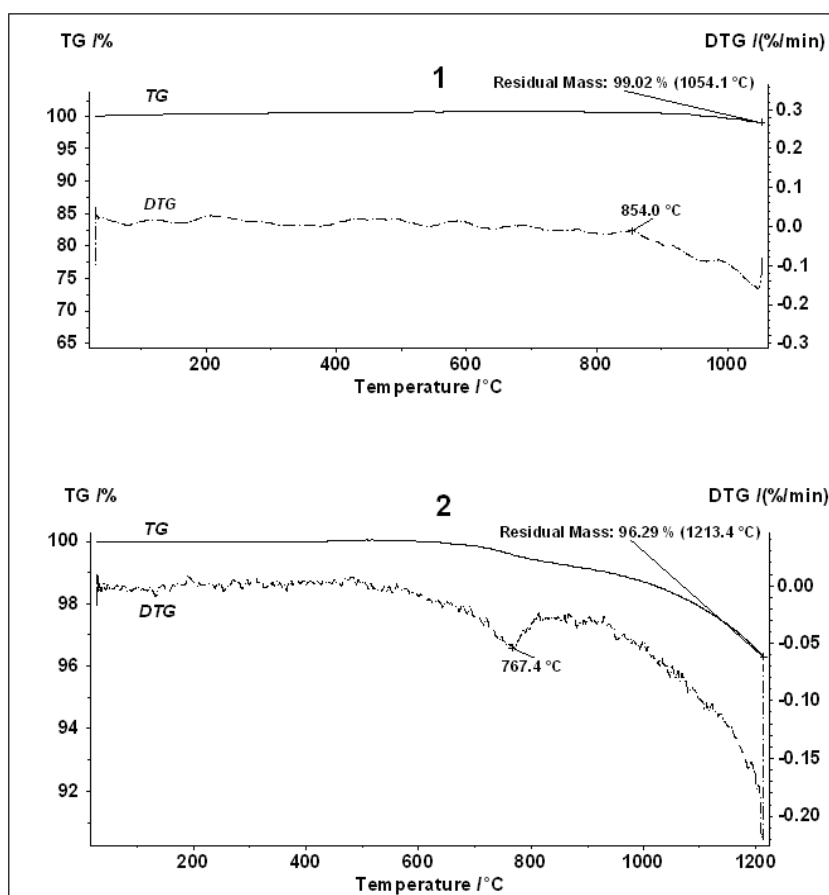 TG /% DTG /(%/min)
1
Residual Mass: 99.02 % (1054.1 °C)
TG
100
95
90
85
80
75
70
65
0.3
0.2
0.1
0.0
-0.1
-0.2
-0.3
DTG
854.0 °C
200 400 600 800 1000
Temperature /°C
TG /% DTG /(%/min)
2
Residual Mass: 96.29 % (1213.4 °C)
TG
100
98
96
94
92
0.00
-0.05
-0.10
-0.15
-0.20
DTG
767.4 °C
200 400 600 800 1000 1200
Temperature /°C